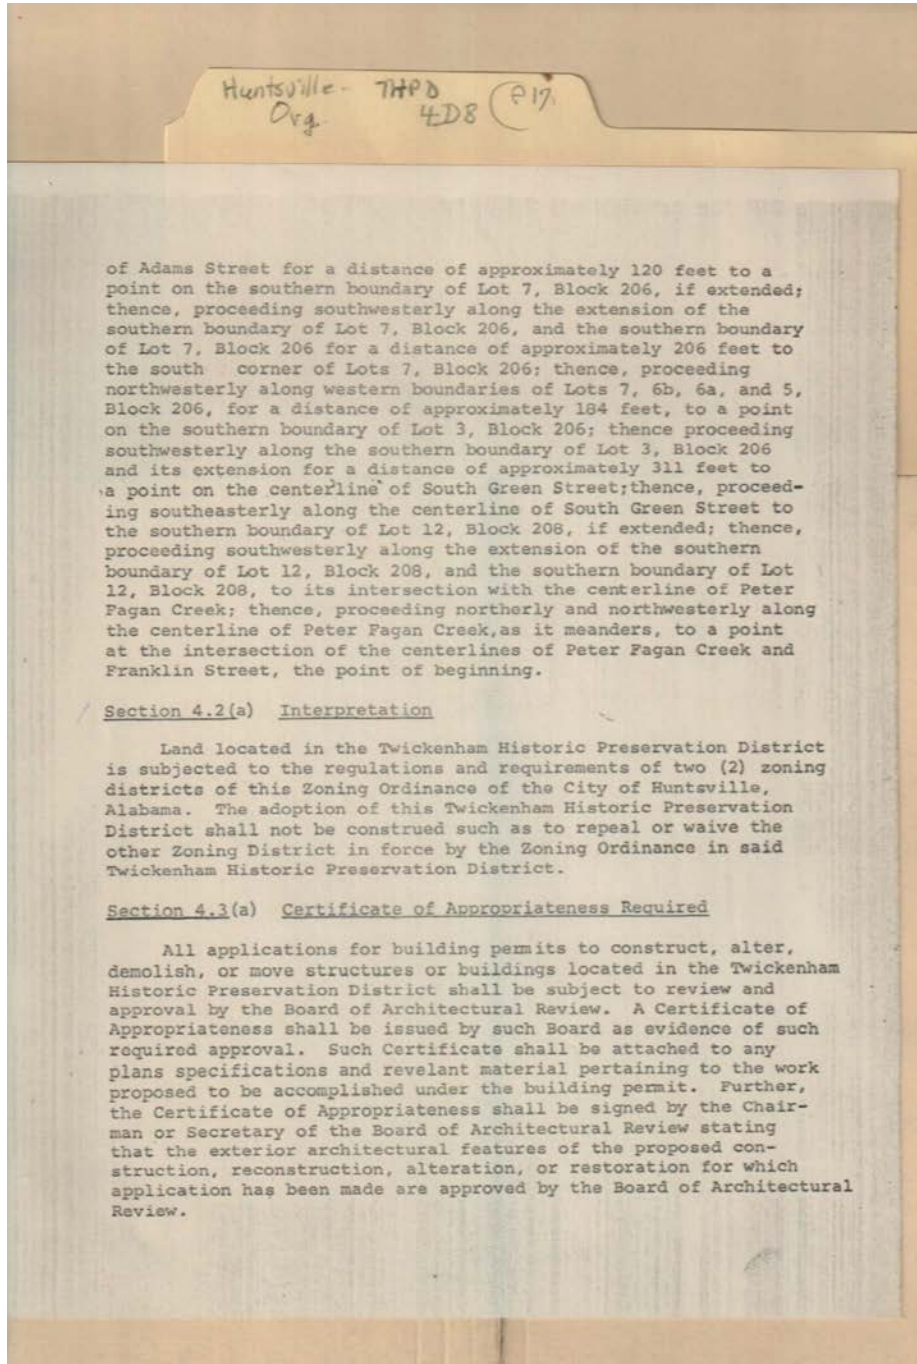 Huntsville- THPD (P17.
Org. 4D8
of Adams Street for a distance of approximately 120 feet to a
point on the southern boundary of Lot 7, Block 206, if extended;
thence, proceeding southwesterly along the extension of the
southern boundary of Lot 7, Block 206, and the southern boundary
of Lot 7, Block 206 for a distance of approximately 206 feet to
the south corner of Lots 7, Block 206; thence, proceeding
northwesterly along western boundaries of Lots 7, 6b, 6a, and 5,
Block 206, for a distance of approximately 184 feet, to a point
on the southern boundary of Lot 3, Block 206; thence proceeding
southwesterly along the southern boundary of Lot 3, Block 206
and its extension for a distance of approximately 311 feet to
a point on the centerline of South Green Street;thence, proceed-
ing southeasterly along the centerline of South Green Street to
the southern boundary of Lot 12, Block 208, if extended; thence,
proceeding southwesterly along the extension of the southern
boundary of Lot 12, Block 208, and the southern boundary of Lot
12, Block 208, to its intersection with the centerline of Peter
Fagan Creek; thence, proceeding northerly and northwesterly along
the centerline of Peter Fagan Creek,as it meanders, to a point
at the intersection of the centerlines of Peter Fagan Creek and
Franklin Street, the point of beginning.
Section 4.2(a) Interpretation
Land located in the Twickenham Historic Preservation District
is subjected to the regulations and requirements of two (2) zoning
districts of this Zoning Ordinance of the City of Huntsville,
Alabama. The adoption of this Twickenham Historic Preservation
District shall not be construed such as to repeal or waive the
other Zoning District in force by the Zoning Ordinance in said
Twickenham Historic Preservation District.
Section 4.3(a) Certificate of Appropriateness Required
All applications for building permits to construct, alter,
demolish, or move structures or buildings located in the Twickenham
Historic Preservation District shall be subject to review and
approval by the Board of Architectural Review. A Certificate of
Appropriateness shall be issued by such Board as evidence of such
required approval. Such Certificate shall be attached to any
plans specifications and revelant material pertaining to the work
proposed to be accomplished under the building permit. Further,
the Certificate of Appropriateness shall be signed by the Chair-
man or Secretary of the Board of Architectural Review stating
that the exterior architectural features of the proposed con-
struction, reconstruction, alteration, or restoration for which
application has been made are approved by the Board of Architectural
Review.